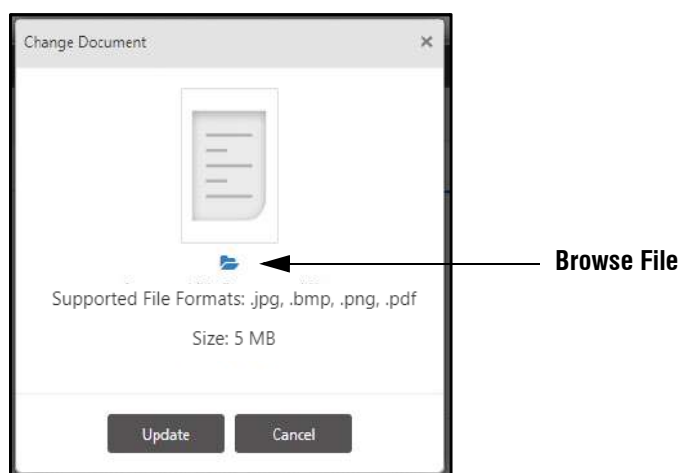 Change Document ×
Browse File
Supported File Formats: .jpg, .bmp, .png, .pdf
Size: 5 MB
Update Cancel